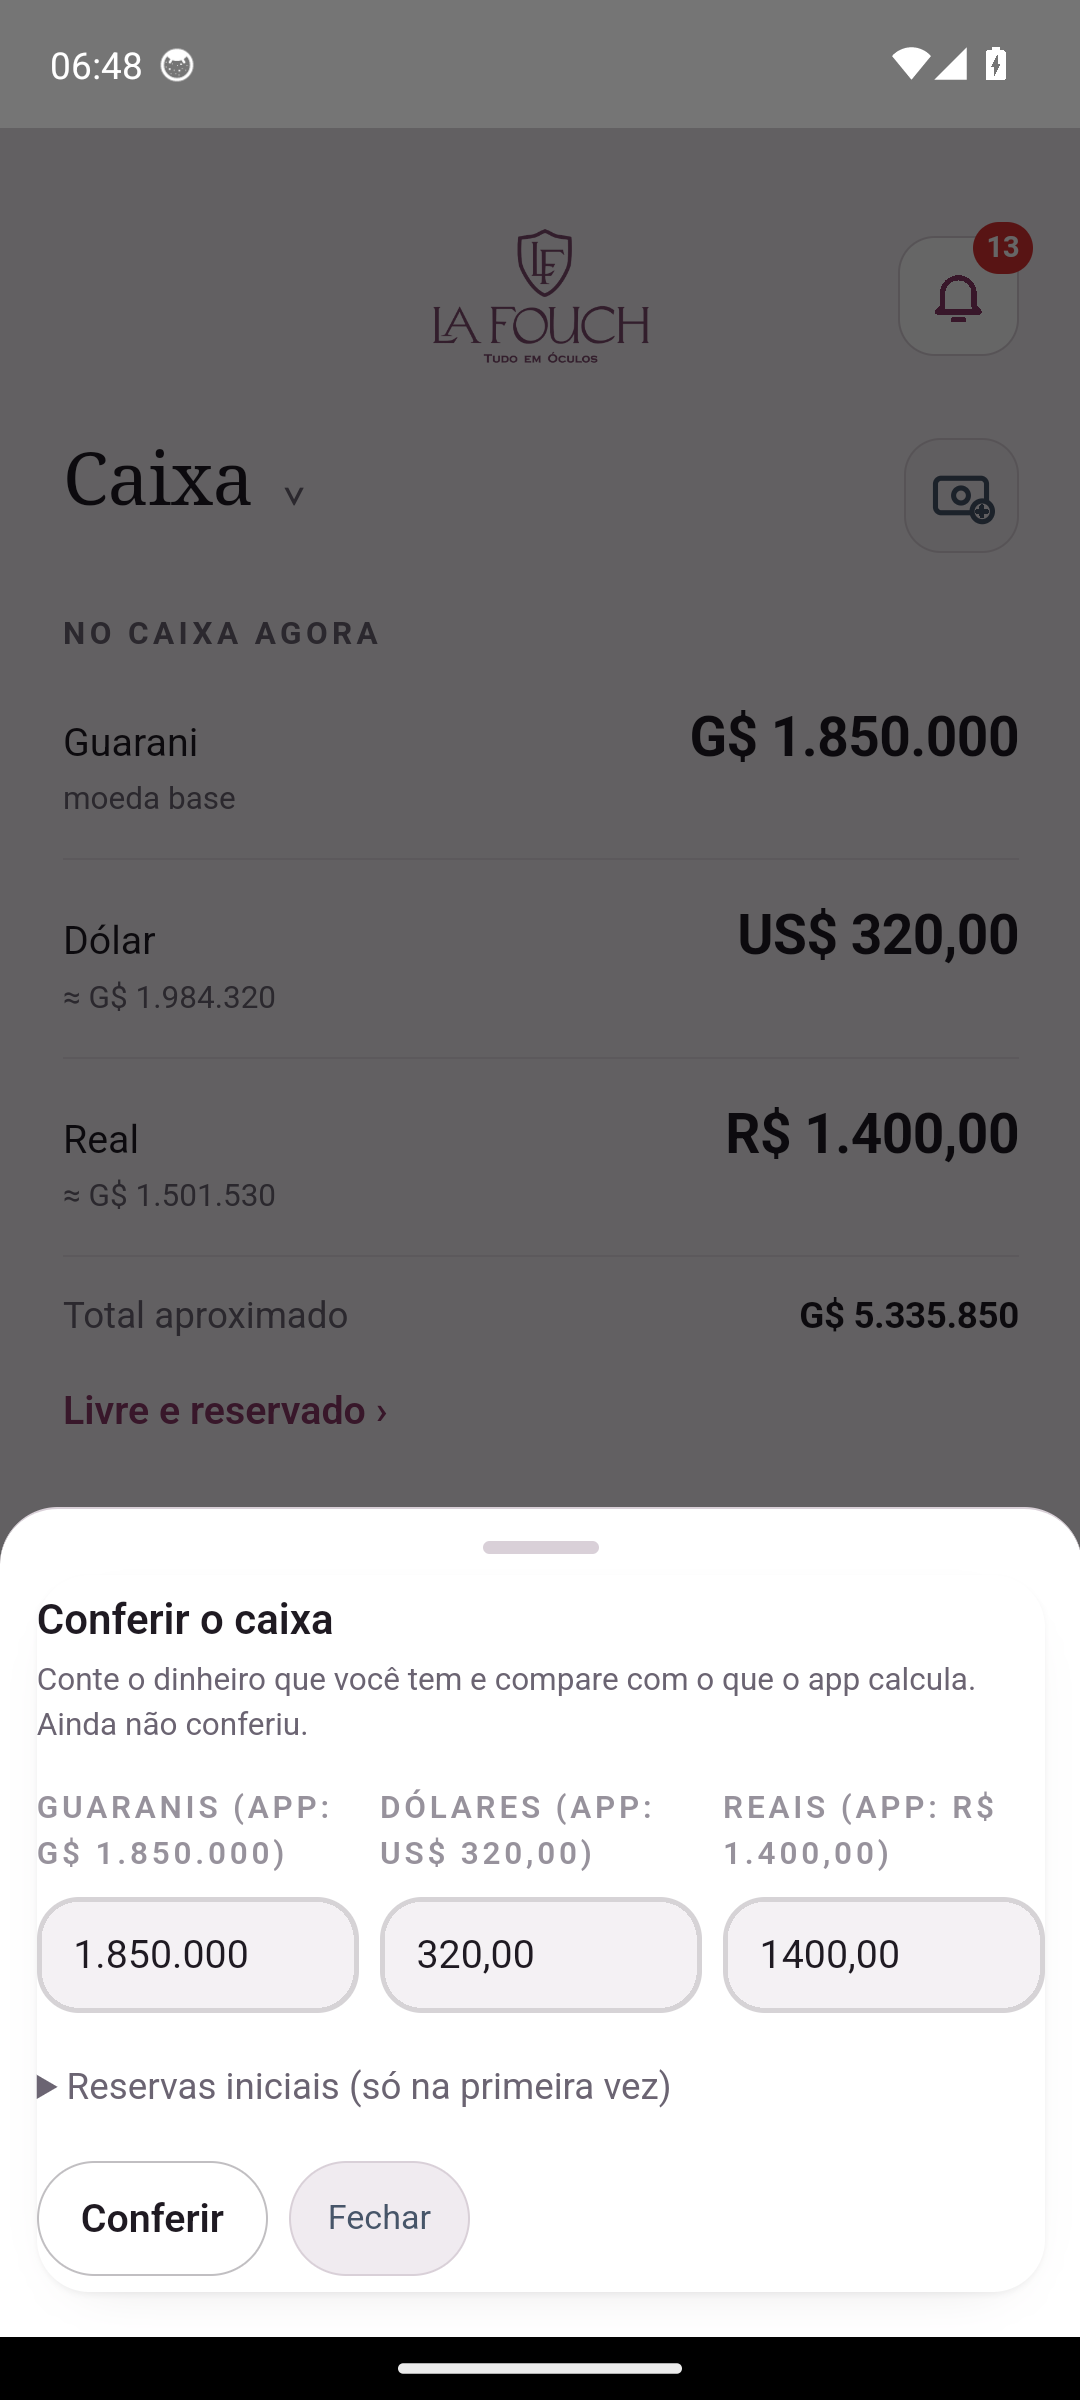 06:48
13
LF
LA FOUCH
TUDO EM ÓCULOS
Caixa
NO CAIXA AGORA
Guarani
G$ 1.850.000
moeda base
Dólar
US$ 320,00
≈ G$ 1.984.320
Real
R$ 1.400,00
≈ G$ 1.501.530
Total aproximado
G$ 5.335.850
Livre e reservado ›
Conferir o caixa
Conte o dinheiro que você tem e compare com o que o app calcula.
Ainda não conferiu.
GUARANIS (APP:
G$ 1.850.000)
DÓLARES (APP:
US$ 320,00)
REAIS (APP: R$
1.400,00)
1.850.000
320,00
1400,00
Reservas iniciais (só na primeira vez)
Conferir
Fechar